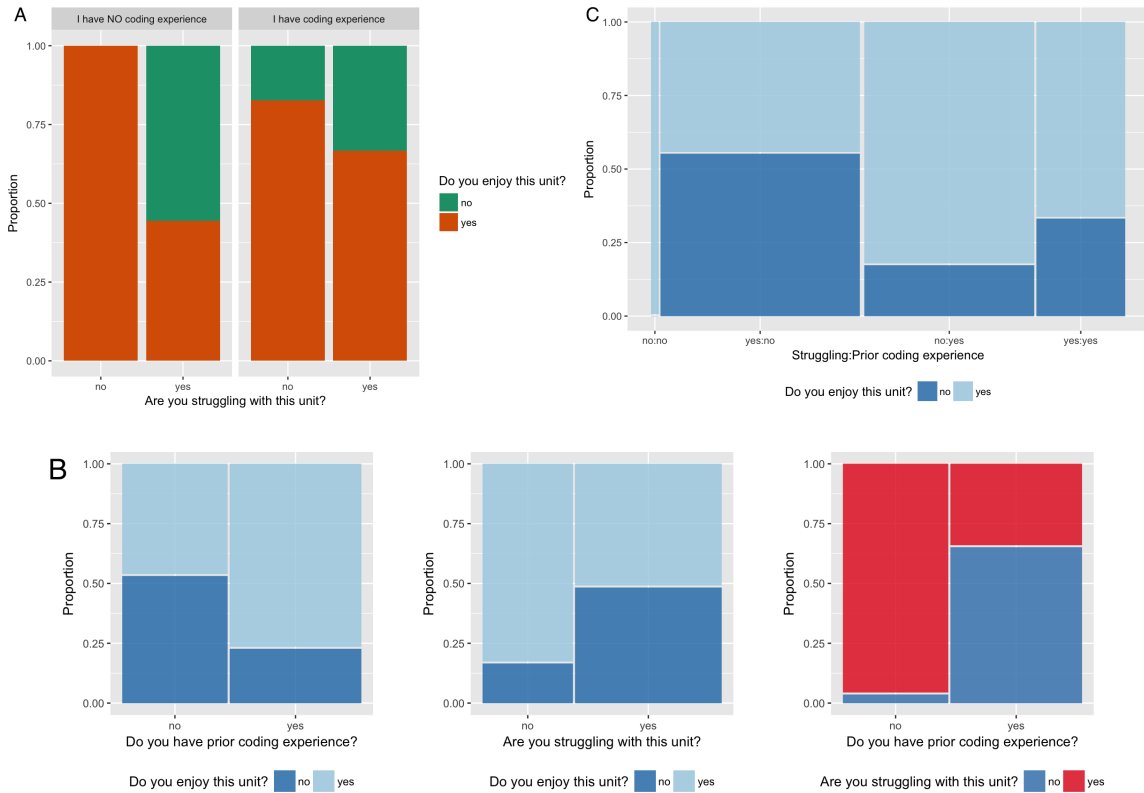 A
I have NO coding experience
I have coding experience
1.00
0.75
0.50
0.25
0.00
Proportion
no
yes
no
yes
Are you struggling with this unit?
Do you enjoy this unit?
no
yes
C
1.00
0.75
0.50
0.25
0.00
Proportion
no:no
yes:no
no:yes
yes:yes
Struggling:Prior coding experience
Do you enjoy this unit? no yes
B
1.00
0.75
0.50
0.25
0.00
Proportion
no
yes
Do you have prior coding experience?
Do you enjoy this unit? no yes
1.00
0.75
0.50
0.25
0.00
Proportion
no
yes
Are you struggling with this unit?
Do you enjoy this unit? no yes
1.00
0.75
0.50
0.25
0.00
Proportion
no
yes
Do you have prior coding experience?
Are you struggling with this unit? no yes